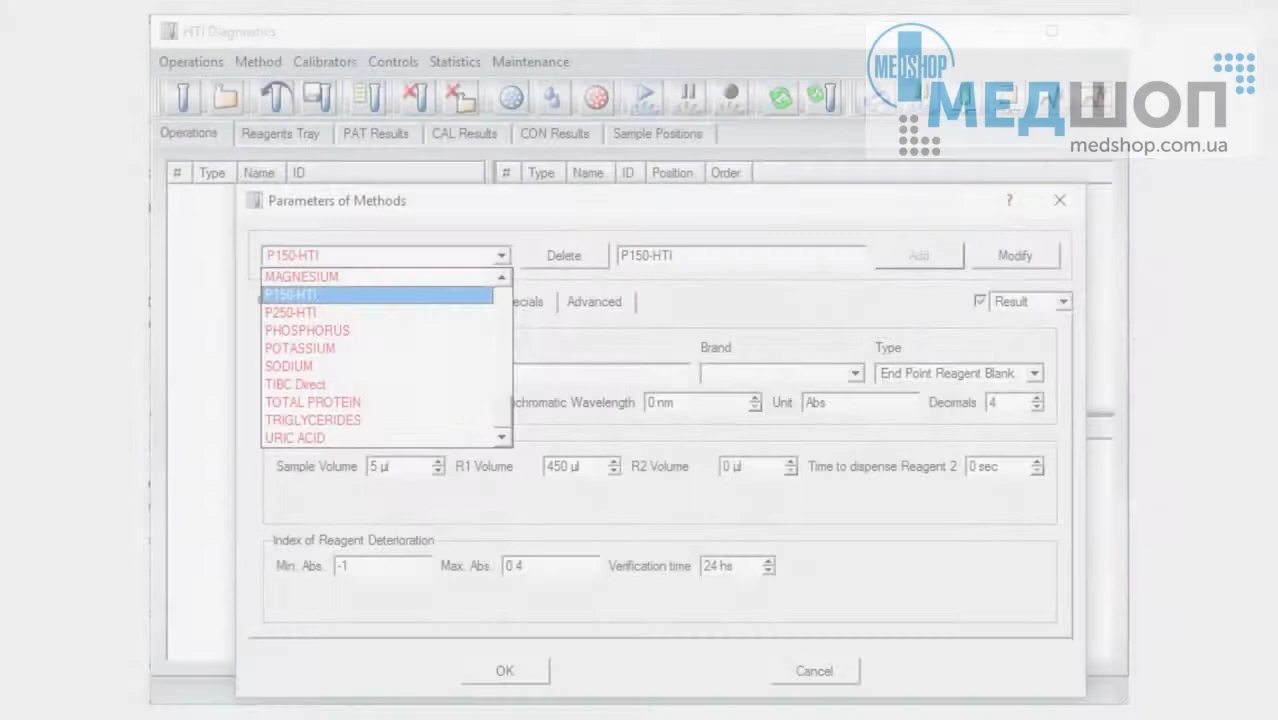 HTI Diagnostics
Operations Method Calibrators Controls Statistics Maintenance
MEDSHOP
МЕДШОП
medshop.com.ua
Operations Reagents Tray PAT Results CAL Results CON Results Sample Positions
# Type Name ID # Type Name ID Position Order
Parameters of Methods ?
P150-HTI Delete P150-HTI Add Modify
MAGNESIUM
P150-HTI
P250-HTI
PHOSPHORUS
POTASSIUM
SODIUM
TIBC Direct
TOTAL PROTEIN
TRIGLYCERIDES
URIC ACID
ecials Advanced Result
Brand Type
End Point Reagent Blank
chromatic Wavelength 0 nm Unit Abs Decimals 4
Sample Volume 5 µl R1 Volume 450 µl R2 Volume 0 µl Time to dispense Reagent 2 0 sec
Index of Reagent Deterioration
Min. Abs. -1 Max. Abs. 0.4 Verification time 24 hs
OK Cancel